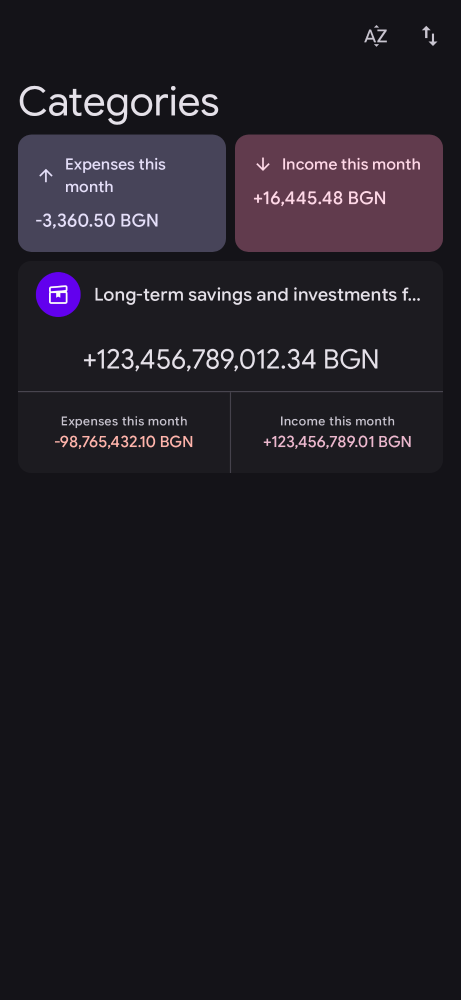 AZ
Categories
Expenses this
month
-3,360.50 BGN
Income this month
+16,445.48 BGN
Long-term savings and investments f...
+123,456,789,012.34 BGN
Expenses this month
-98,765,432.10 BGN
Income this month
+123,456,789.01 BGN